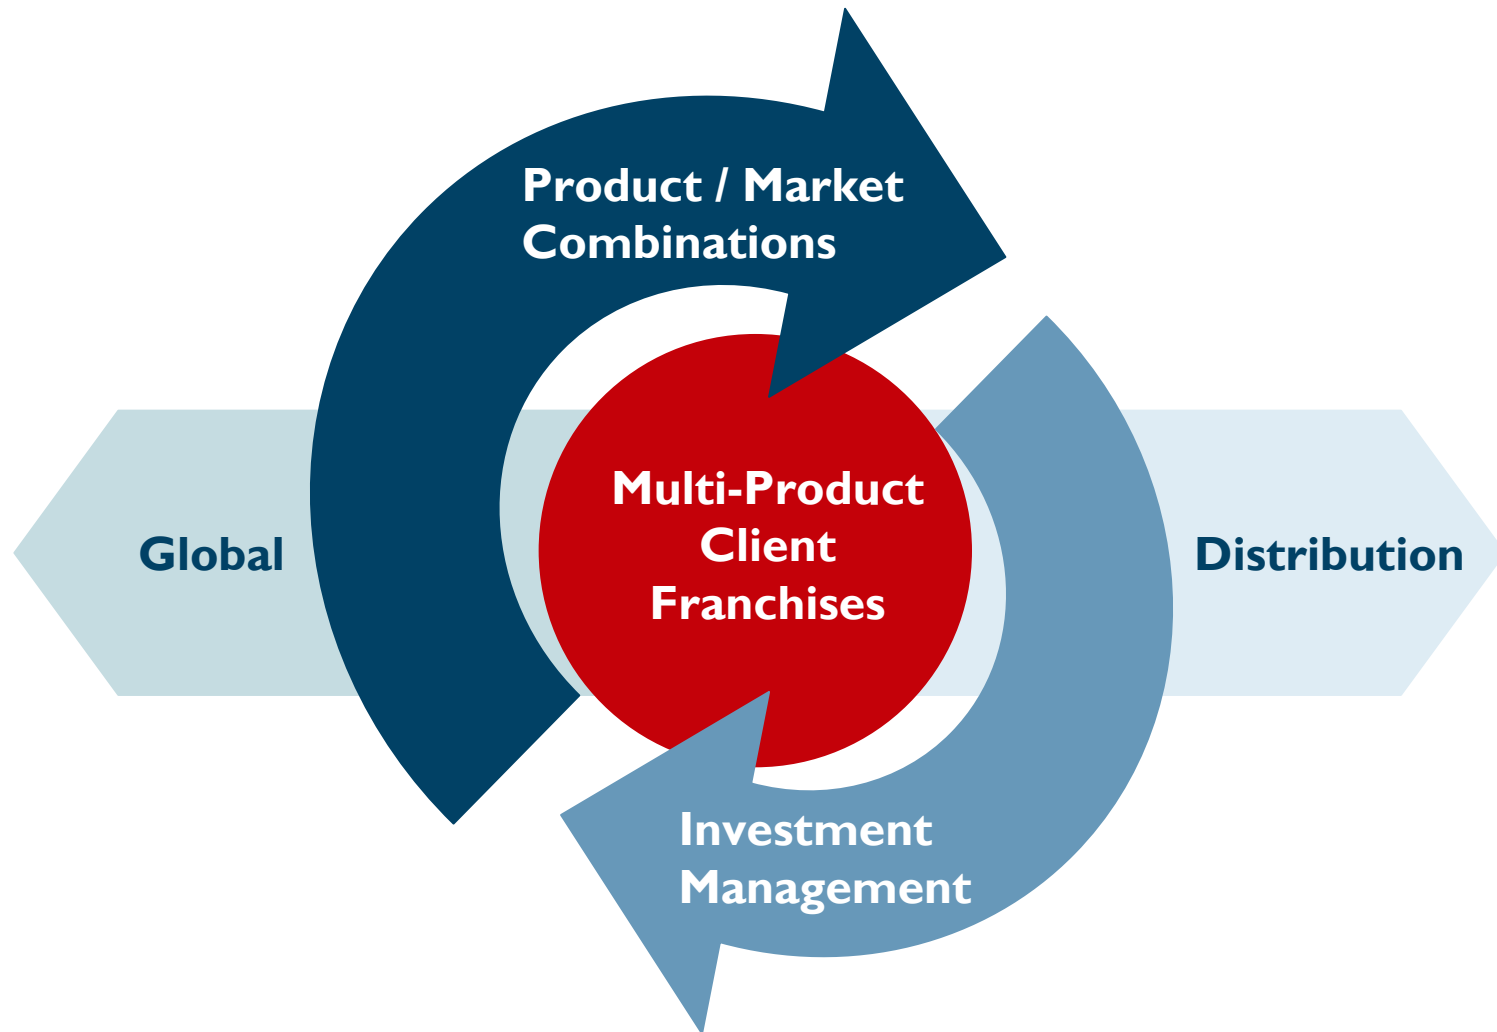 Product / Market
Combinations
Multi-Product
Client
Franchises
Global
Distribution
Investment
Management